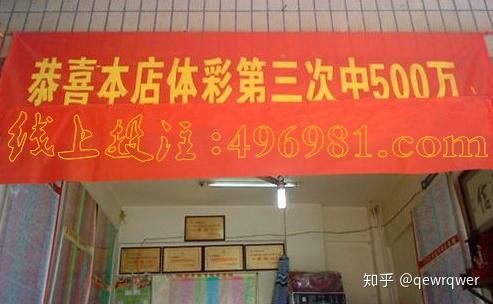 恭喜本店体彩第三次中500万
线上投注:496981.com
信
知乎 @qewrqwer